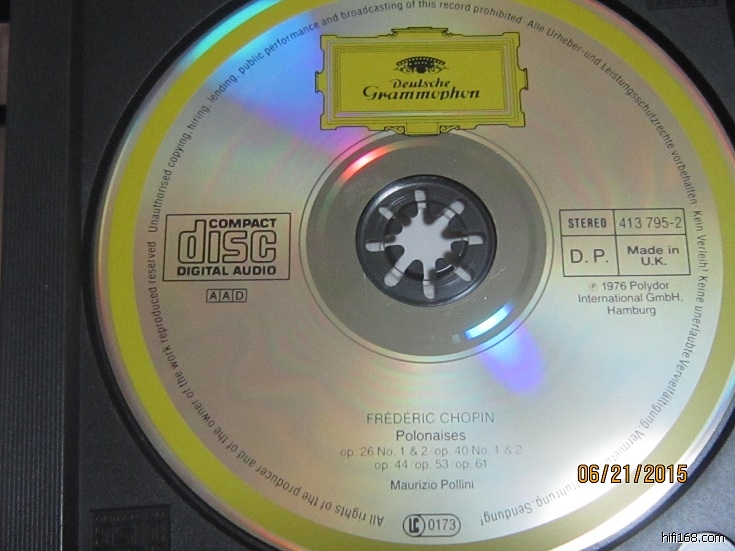 Unauthorised copying, hiring, lending, public performance and broadcasting of this record prohibited · Alle Urheber-und Leistungsschutzrechte vorbehalten · Kein Verleih! Keine unerlaubte Vervielfältigung, Sendung!
All rights of the producer and of the owner of the work reproduced reserved
Deutsche
Grammophon
COMPACT
disc
DIGITAL AUDIO
AAD
STEREO 413 795-2
D. P. Made in
U.K.
℗ 1976 Polydor
International GmbH,
Hamburg
FRÉDÉRIC CHOPIN
Polonaises
op. 26 No. 1 & 2/op. 40 No. 1 & 2
op. 44/op. 53/op. 61
Maurizio Pollini
LC 0173
06/21/2015
hifi168.com